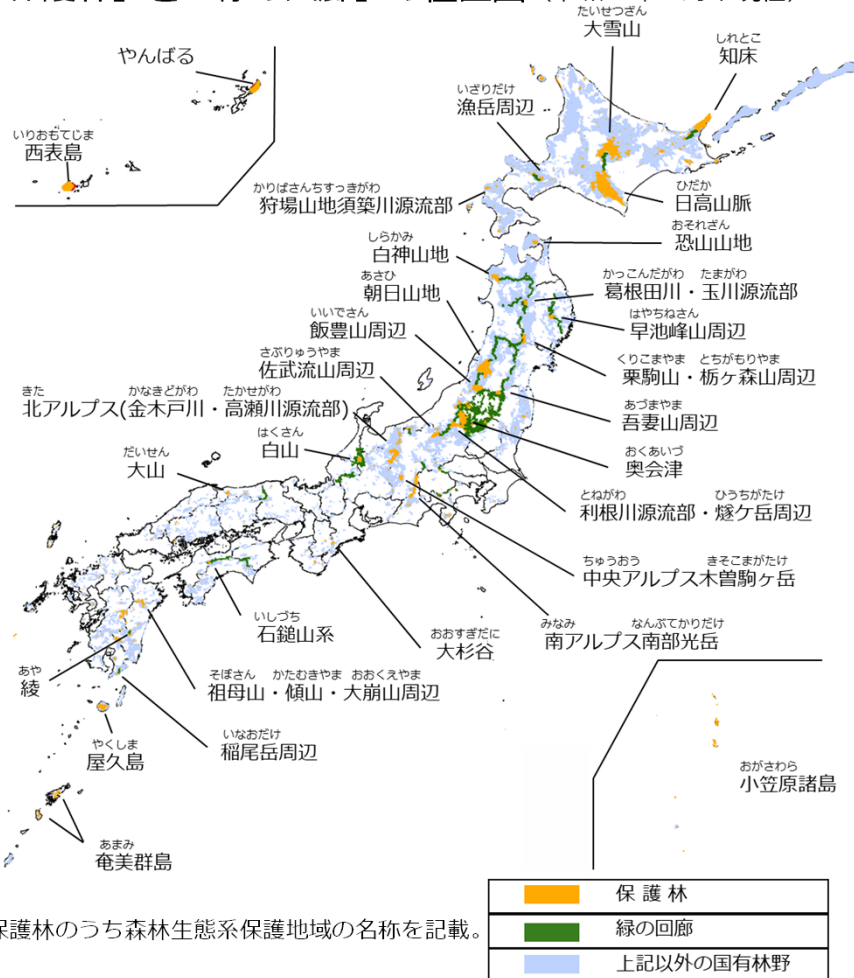 たいせつざん
大雪山
しれとこ
知床
やんばる
いざりだけ
漁岳周辺
いりおもてじま
西表島
かりばさんちすっきがわ
狩場山地須築川源流部
ひだか
日高山脈
おそれざん
恐山山地
しらかみ
白神山地
あさひ
朝日山地
かっこんだがわ たまがわ
葛根田川・玉川源流部
いいでさん
飯豊山周辺
はやちねさん
早池峰山周辺
さぶりゅうやま
佐武流山周辺
くりこまやま とちがもりやま
栗駒山・栃ヶ森山周辺
きた かなきどがわ たかせがわ
北アルプス(金木戸川・高瀬川源流部)
あづまやま
吾妻山周辺
はくさん
白山
だいせん
大山
おくあいづ
奥会津
とねがわ ひうちがたけ
利根川源流部・燧ケ岳周辺
ちゅうおう きそこまがたけ
中央アルプス木曽駒ヶ岳
いしづち
石鎚山系
おおすぎだに
大杉谷
みなみ なんぶてかりだけ
南アルプス南部光岳
あや
綾
そぼさん かたむきやま おおくえやま
祖母山・傾山・大崩山周辺
いなおだけ
稲尾岳周辺
やくしま
屋久島
おがさわら
小笠原諸島
あまみ
奄美群島
保護林
緑の回廊
保護林のうち森林生態系保護地域の名称を記載。
上記以外の国有林野